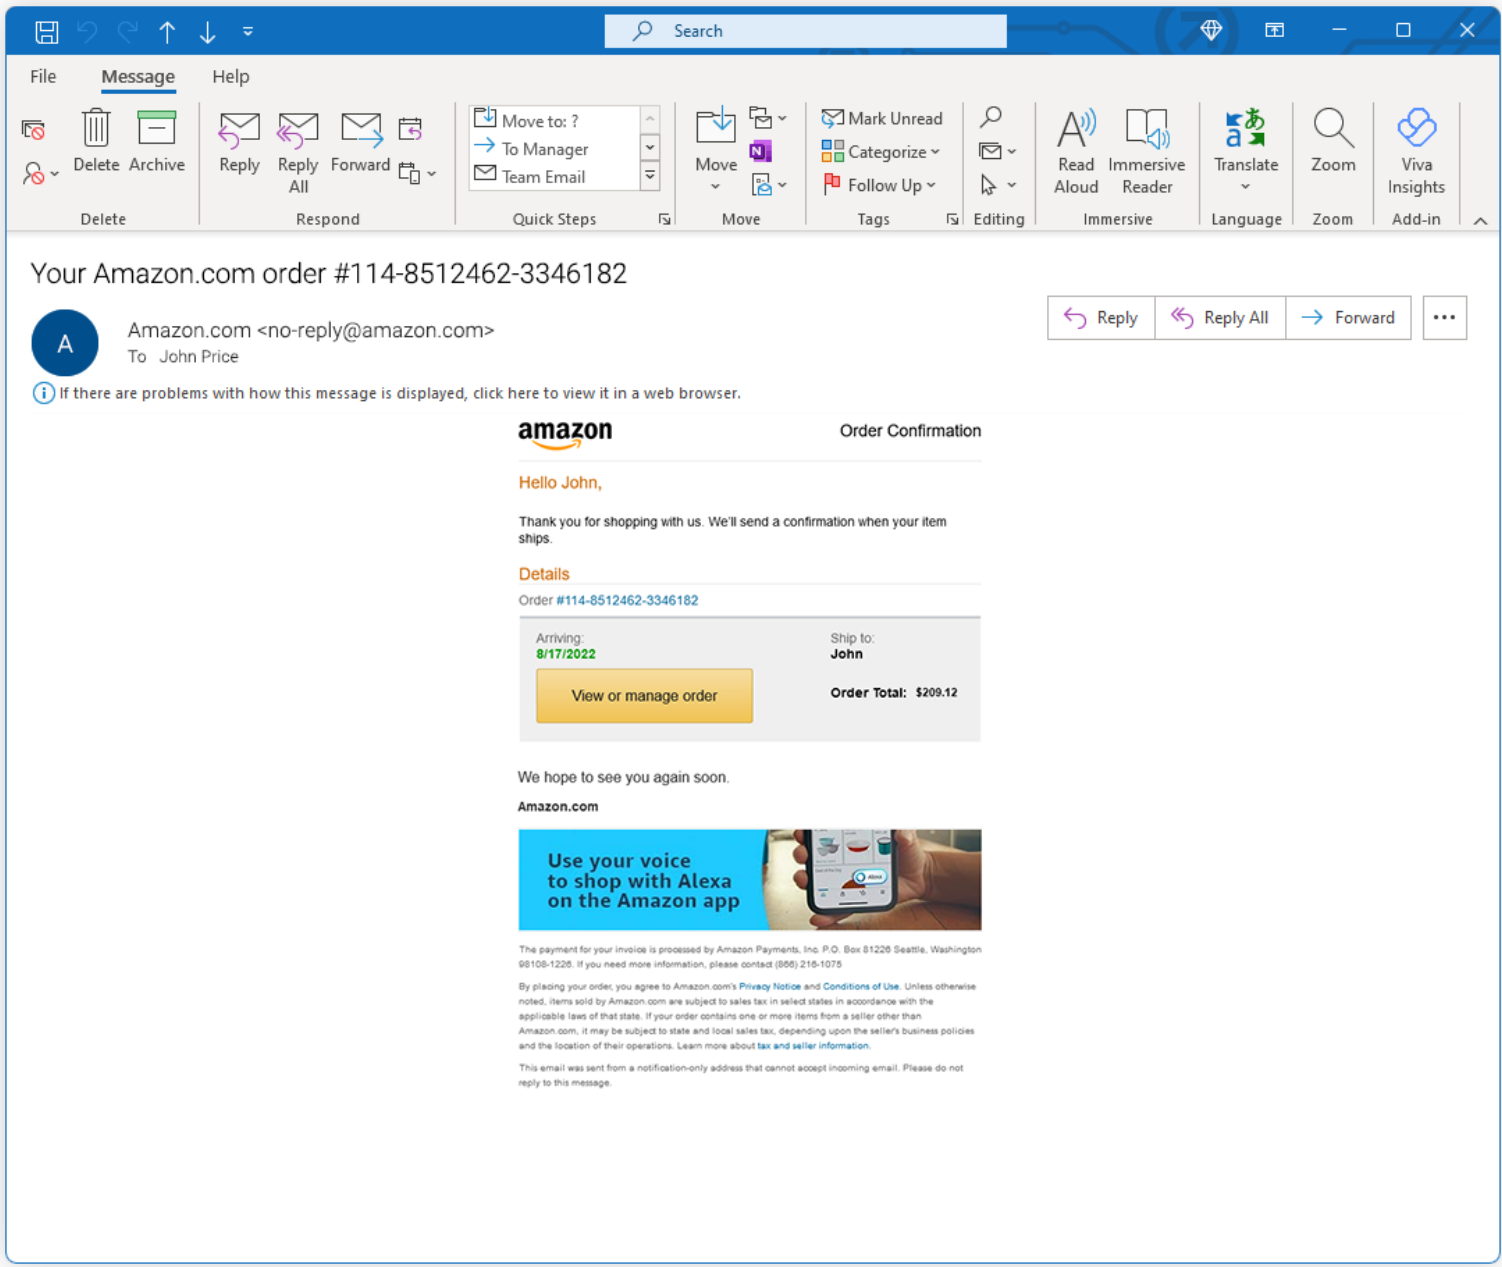 Search
File Message Help
Delete Archive
Reply Reply All Forward
Move to: ?
To Manager
Team Email
Move
Mark Unread
Categorize
Follow Up
Read Aloud Immersive Reader
Translate
Zoom
Viva Insights
Delete Respond Quick Steps Move Tags Editing Immersive Language Zoom Add-in
Your Amazon.com order #114-8512462-3346182
A
Amazon.com <no-reply@amazon.com>
To John Price
Reply Reply All Forward
If there are problems with how this message is displayed, click here to view it in a web browser.
amazon Order Confirmation
Hello John,
Thank you for shopping with us. We'll send a confirmation when your item
ships.
Details
Order #114-8512462-3346182
Arriving:
8/17/2022
View or manage order
Ship to:
John
Order Total: $209.12
We hope to see you again soon.
Amazon.com
Use your voice
to shop with Alexa
on the Amazon app
Alexa
The payment for your invoice is processed by Amazon Payments, Inc. P.O. Box 81226 Seattle, Washington
98108-1226. If you need more information, please contact (866) 216-1075
By placing your order, you agree to Amazon.com's Privacy Notice and Conditions of Use. Unless otherwise
noted, items sold by Amazon.com are subject to sales tax in select states in accordance with the
applicable laws of that state. If your order contains one or more items from a seller other than
Amazon.com, it may be subject to state and local sales tax, depending upon the seller's business policies
and the location of their operations. Learn more about tax and seller information.
This email was sent from a notification-only address that cannot accept incoming email. Please do not
reply to this message.